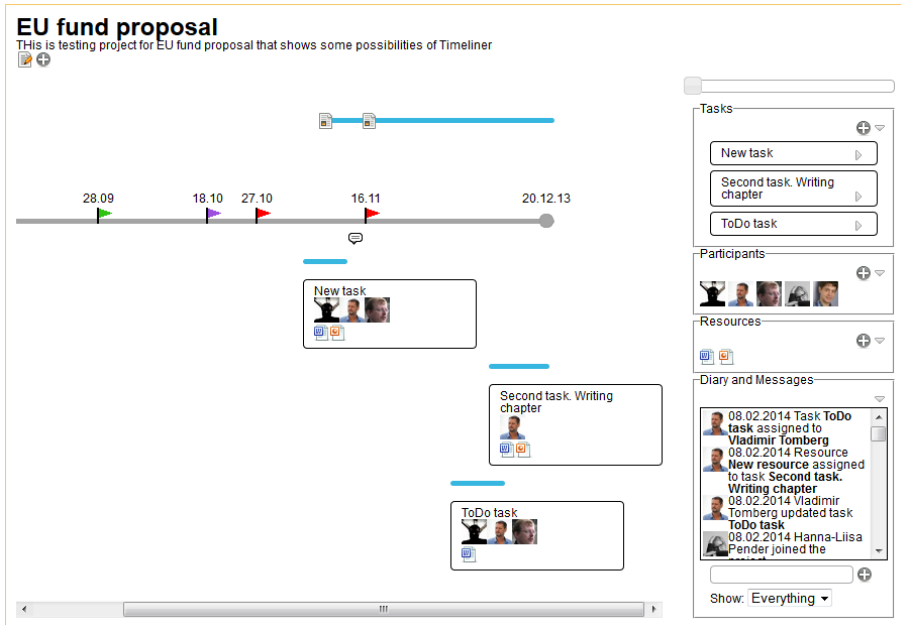 EU fund proposal
THis is testing project for EU fund proposal that shows some possibilities of Timeliner
28.09
18.10
27.10
16.11
20.12.13
New task
Second task. Writing
chapter
ToDo task
Tasks
New task
Second task. Writing
chapter
ToDo task
Participants
Resources
Diary and Messages
08.02.2014 Task ToDo
task assigned to
Vladimir Tomberg
08.02.2014 Resource
New resource assigned
to task Second task.
Writing chapter
08.02.2014 Vladimir
Tomberg updated task
ToDo task
08.02.2014 Hanna-Liisa
Pender joined the
Show: Everything